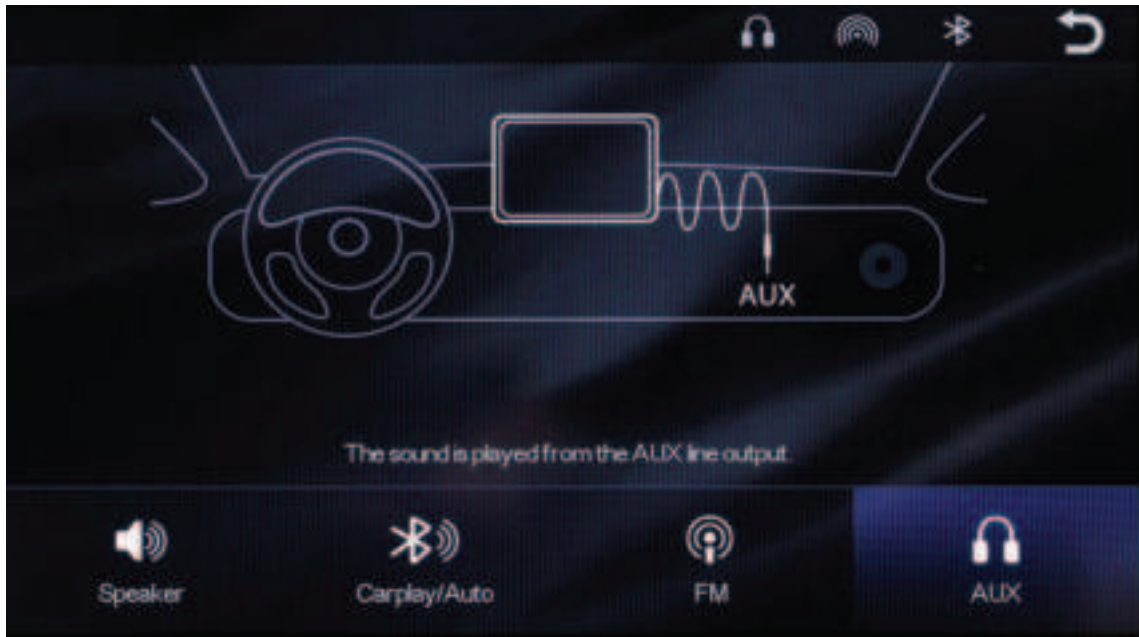 AUX
The sound is played from the AUX line output.
Speaker
Carplay/Auto
FM
AUX